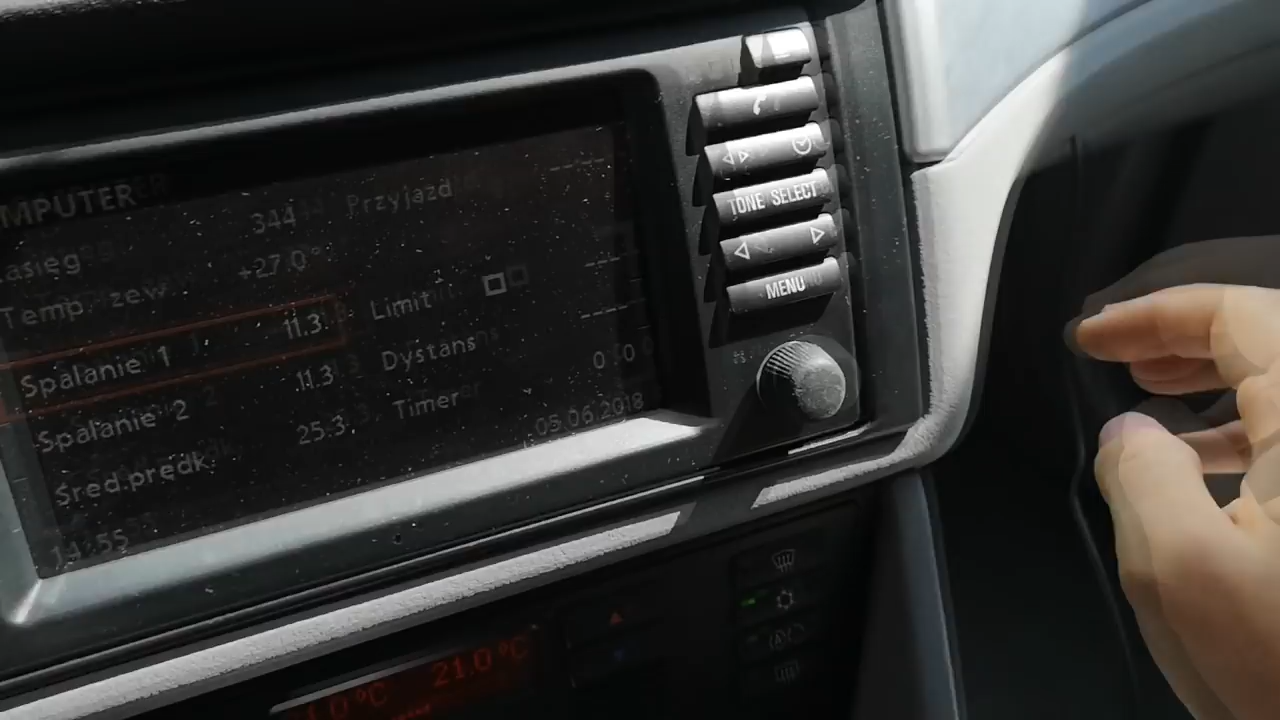 MPUTER
asięg 344 Przyjazd -----
Temp. zew. +27.0°
Spalanie 1 11.3 Limit ---
Spalanie 2 11.3 Dystans ----
Śred.prędk. 25.3 Timer 0.0
14:55 05.06.2018
TONE SELECT
MENU
21.0 °C